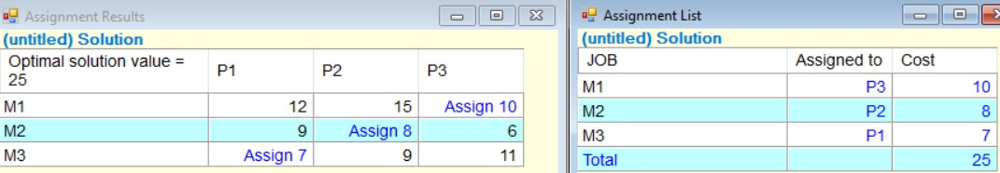 Assignment Results
(untitled) Solution
Optimal solution value = P1 P2 P3
25
M1 12 15 Assign 10
M2 9 Assign 8 6
M3 Assign 7 9 11
Assignment List
(untitled) Solution
JOB Assigned to Cost
M1 P3 10
M2 P2 8
M3 P1 7
Total 25